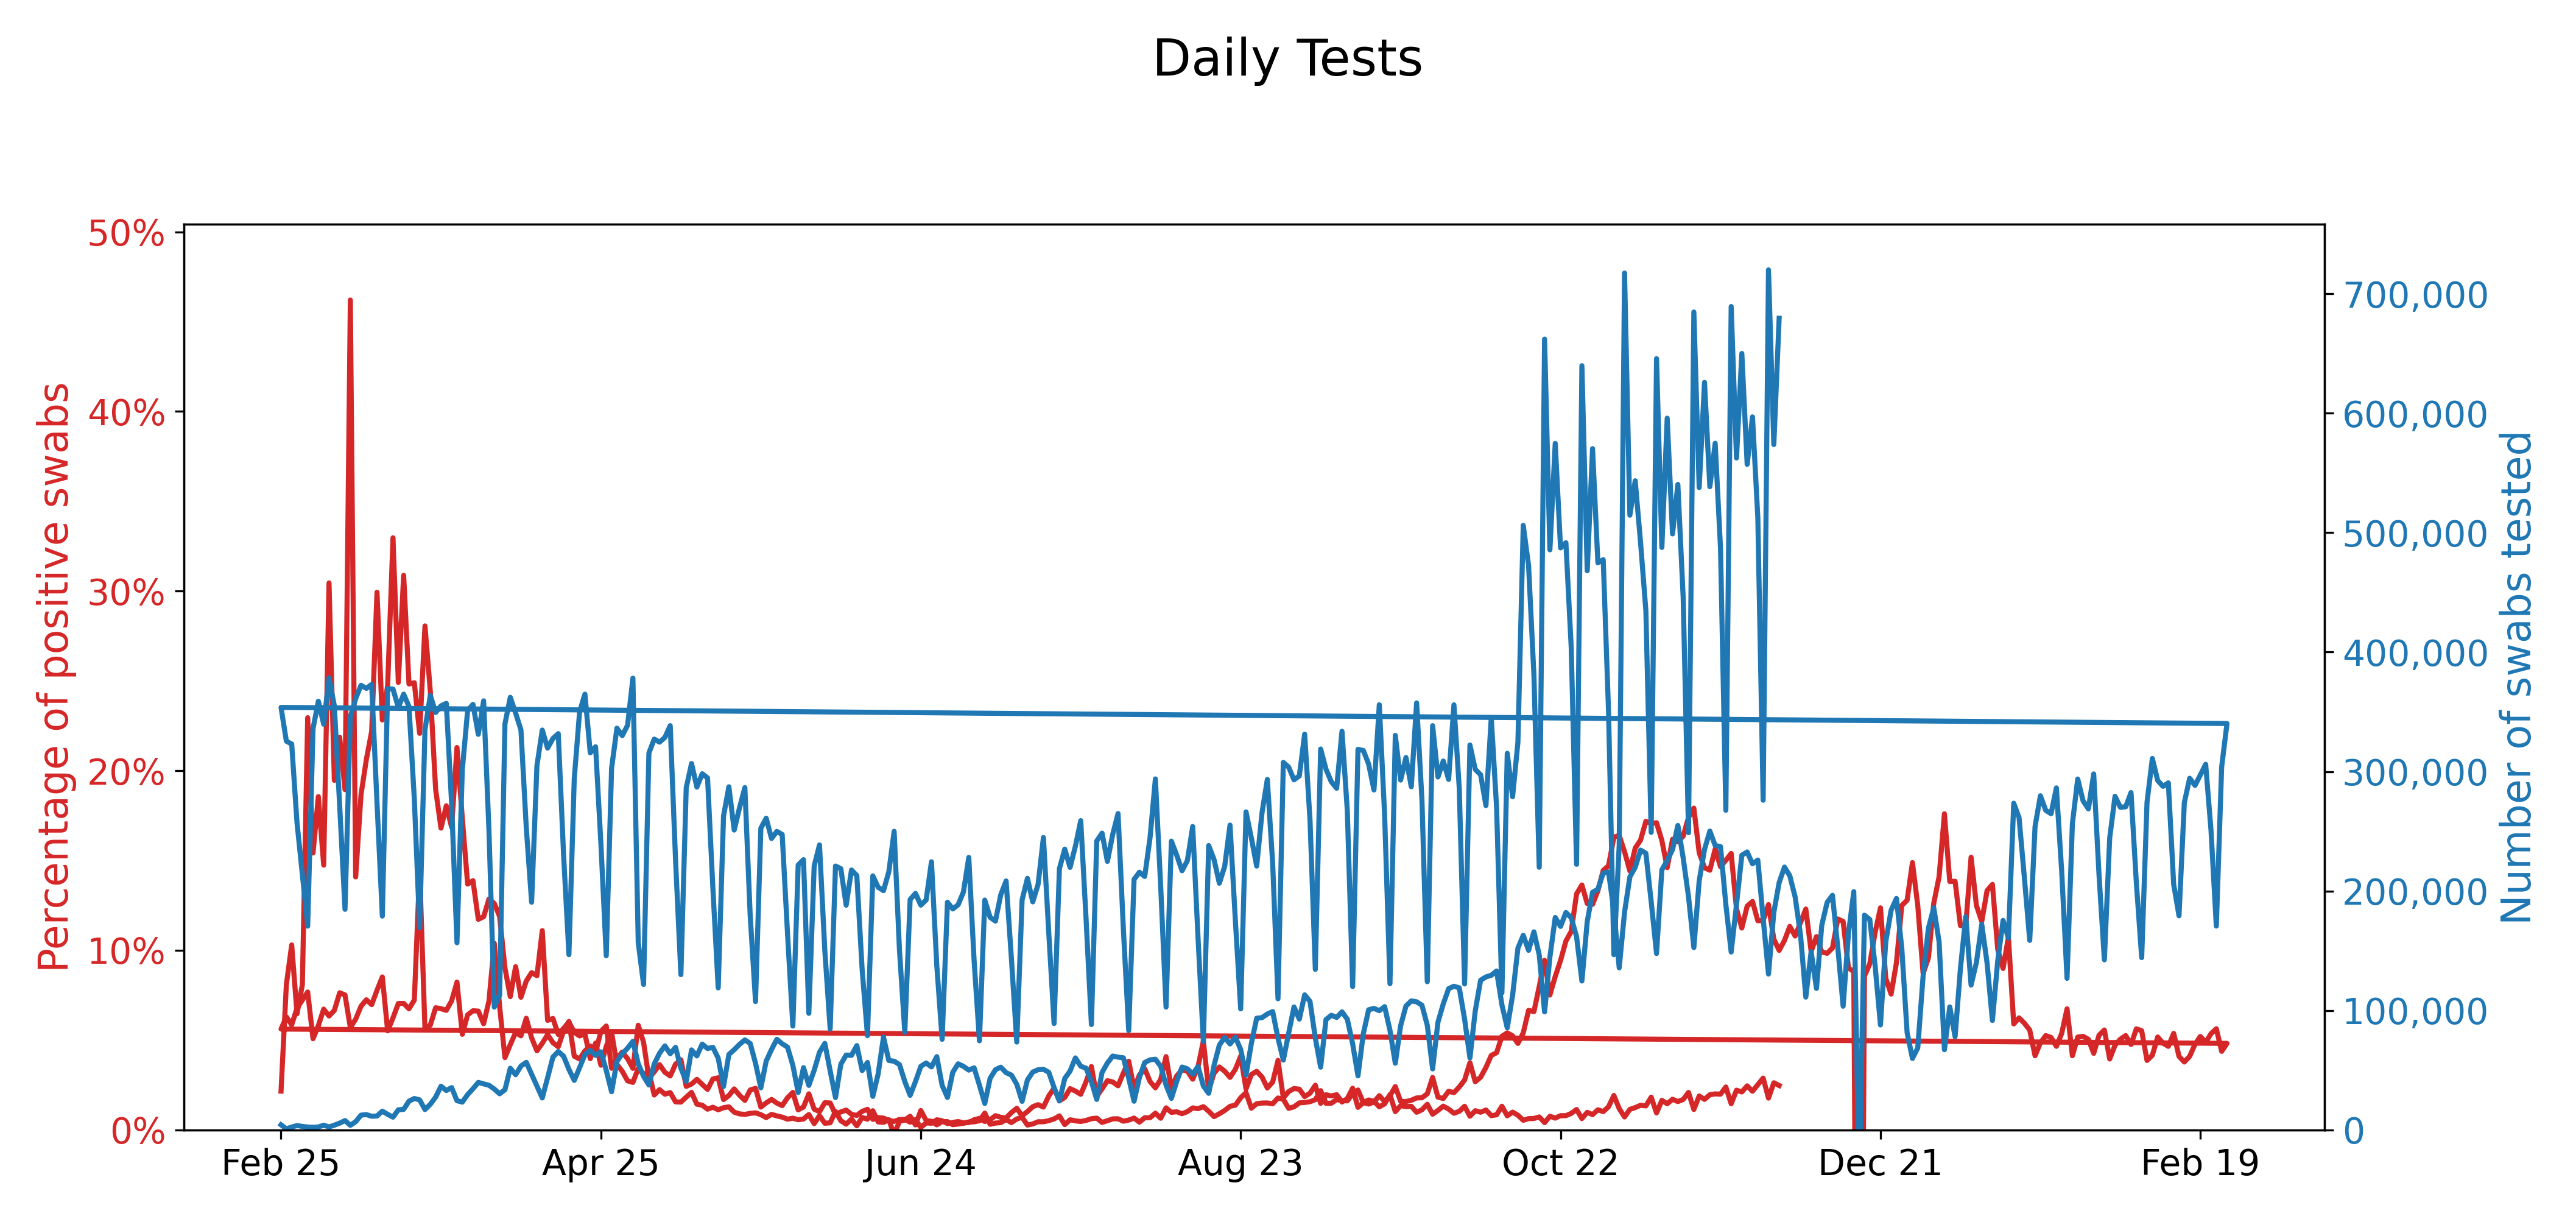 Daily Tests
Percentage of positive swabs
50%
40%
30%
20%
10%
0%
700,000
600,000
500,000
400,000
300,000
200,000
100,000
0
Number of swabs tested
Feb 25
Apr 25
Jun 24
Aug 23
Oct 22
Dec 21
Feb 19